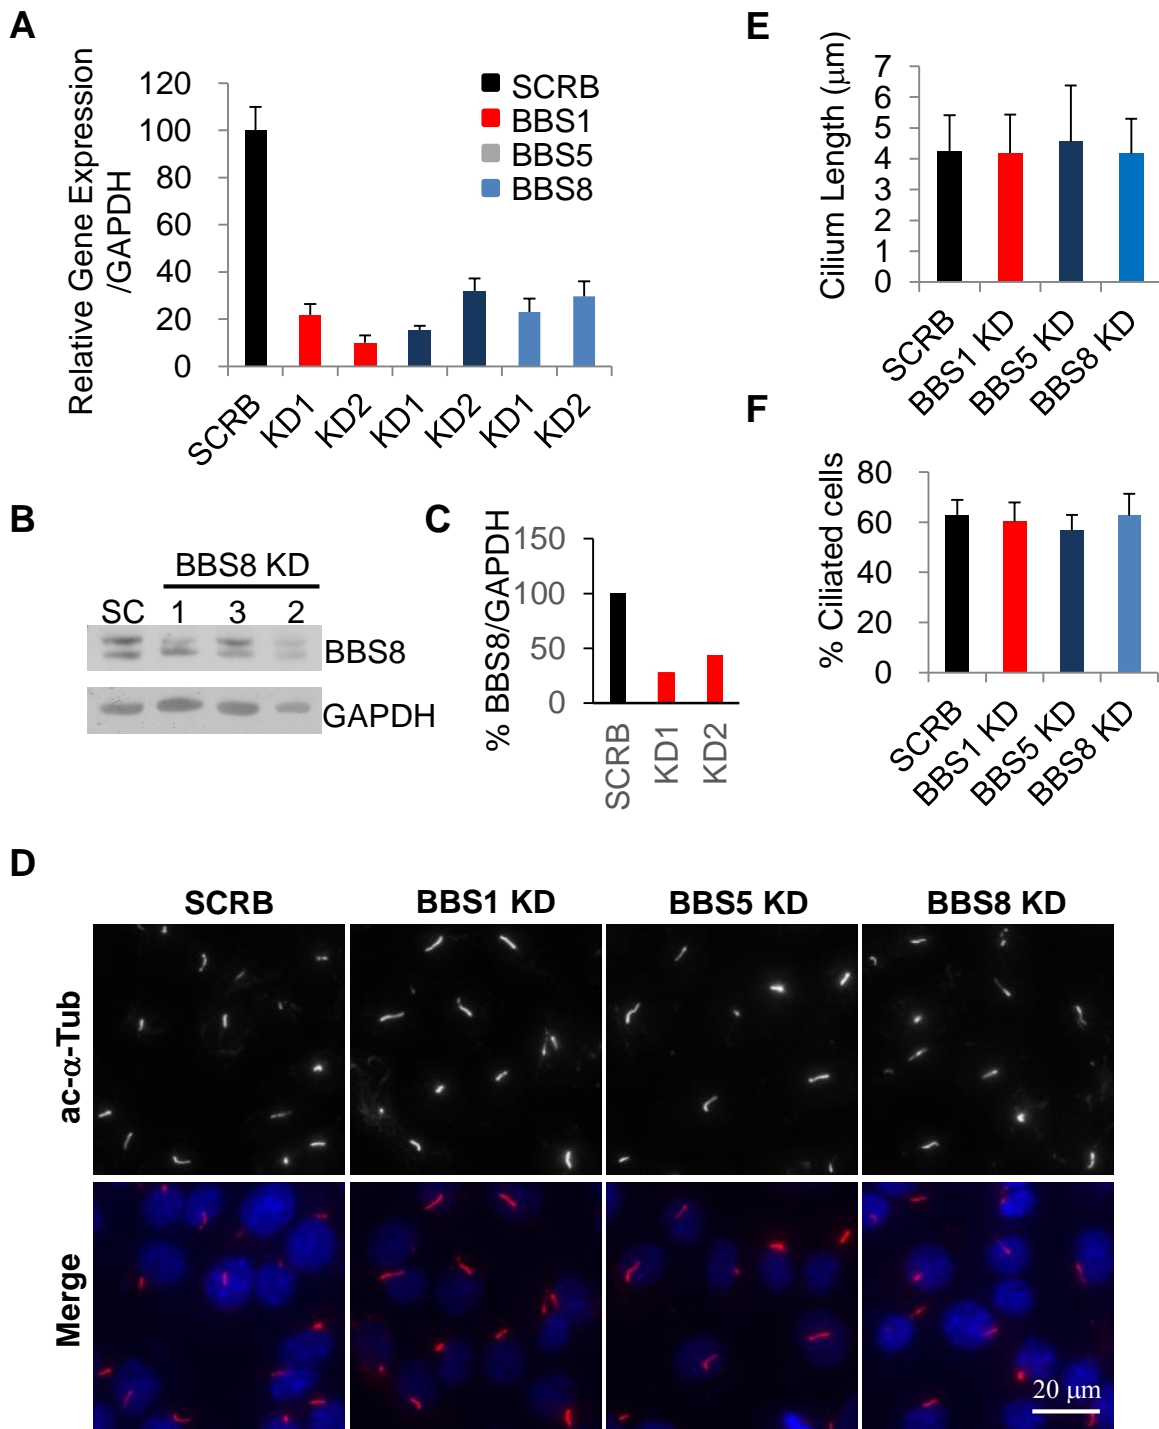 A
Relative Gene Expression
/GAPDH
120
100
80
60
40
20
0
SCRB
BBS1
BBS5
BBS8
SCRB
KD1
KD2
KD1
KD2
KD1
KD2
B
BBS8 KD
SC 1 3 2
BBS8
GAPDH
C
% BBS8/GAPDH
150
100
50
0
SCRB
KD1
KD2
E
Cilium Length (μm)
7
6
5
4
3
2
1
0
SCRB
BBS1 KD
BBS5 KD
BBS8 KD
F
% Ciliated cells
80
60
40
20
0
SCRB
BBS1 KD
BBS5 KD
BBS8 KD
D
SCRB BBS1 KD BBS5 KD BBS8 KD
ac-α-Tub
Merge
20 μm